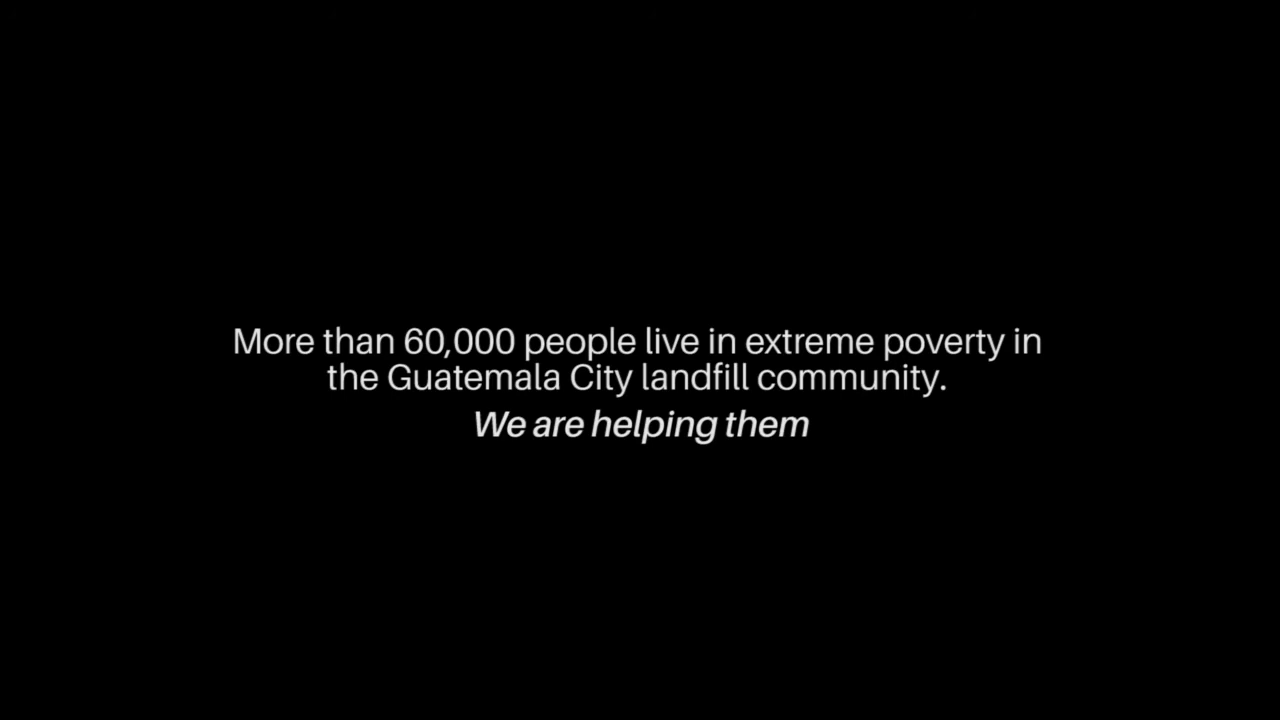 More than 60,000 people live in extreme poverty in
the Guatemala City landfill community.
We are helping them